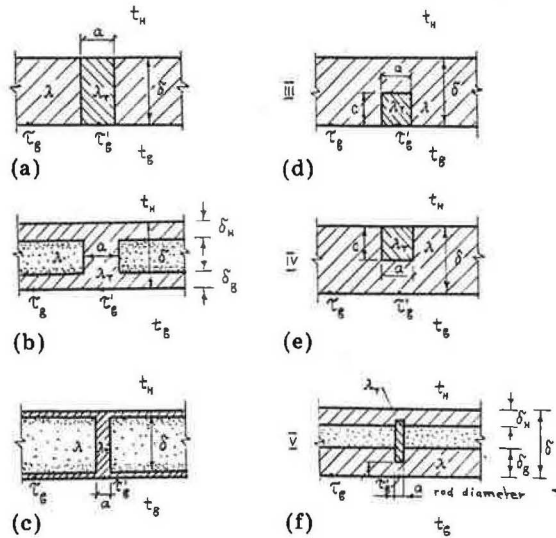 tн
a
λ
λт
δ
τв
τ'в
tв
(a)
tн
δн
a
λ
δ
λт
δв
τв
τ'в
tв
(b)
tн
λ
λ
δ
τв
a
τ'в
tв
(c)
tн
III
a
c
λт
λ
δ
τв
τ'в
tв
(d)
tн
IV
c
λт
λ
a
δ
τв
τ'в
tв
(e)
λт
tн
V
δн
δ
δв
λ
τв
τ'в
a
rod diameter
tв
(f)